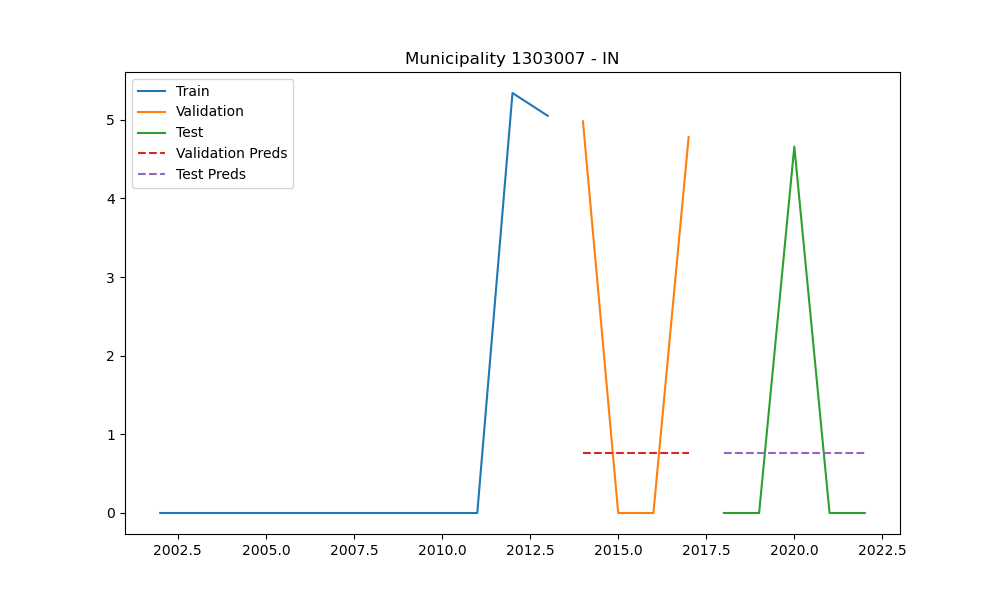 Municipality 1303007 - IN
Train
Validation
Test
Validation Preds
Test Preds
5
4
3
2
1
0
2002.5 2005.0 2007.5 2010.0 2012.5 2015.0 2017.5 2020.0 2022.5